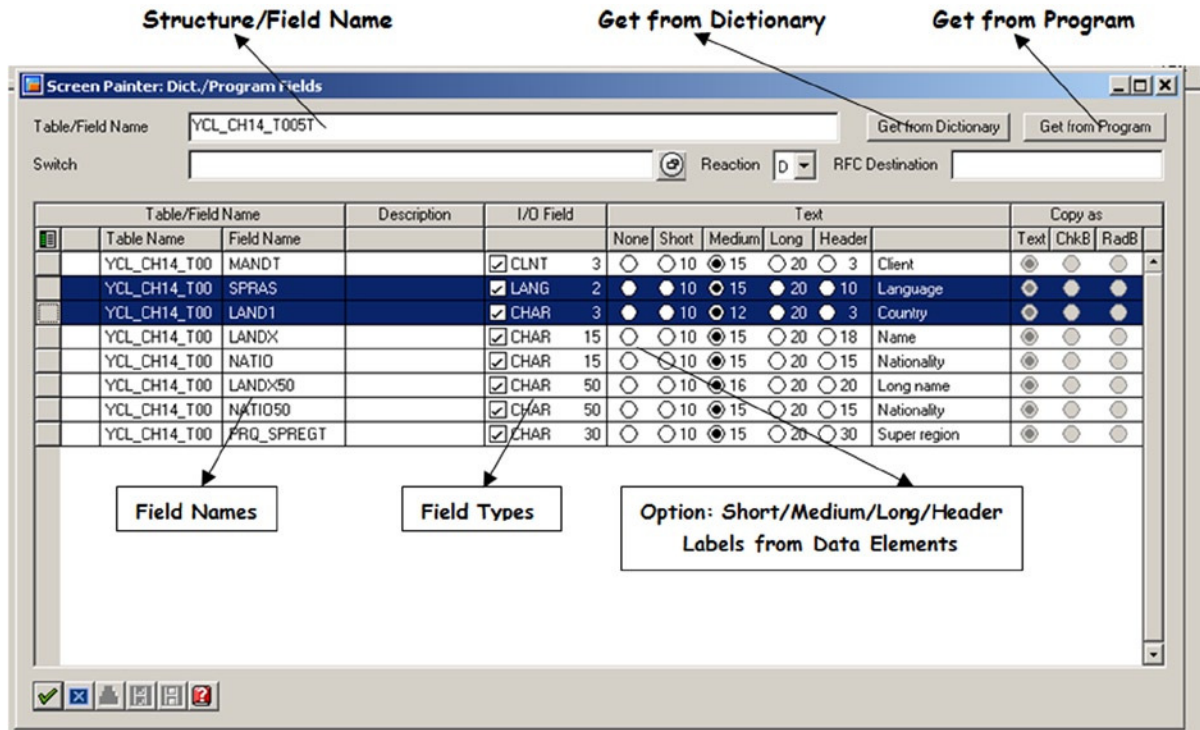 Structure/Field Name Get from Dictionary Get from Program
Screen Painter: Dict./Program Fields
Table/Field Name YCL_CH14_T005T Get from Dictionary Get from Program
Switch Reaction D RFC Destination
Table/Field Name Description I/O Field Text Copy as
Table Name Field Name None Short Medium Long Header Text ChkB RadB
YCL_CH14_T00 MANDT CLNT 3 10 15 20 3 Client
YCL_CH14_T00 SPRAS LANG 2 10 15 20 10 Language
YCL_CH14_T00 LAND1 CHAR 3 10 12 20 3 Country
YCL_CH14_T00 LANDX CHAR 15 10 15 20 18 Name
YCL_CH14_T00 NATIO CHAR 15 10 15 20 15 Nationality
YCL_CH14_T00 LANDX50 CHAR 50 10 16 20 20 Long name
YCL_CH14_T00 NATIO50 CHAR 50 10 15 20 15 Nationality
YCL_CH14_T00 PRQ_SPREGT CHAR 30 10 15 20 30 Super region
Field Names Field Types Option: Short/Medium/Long/Header
Labels from Data Elements